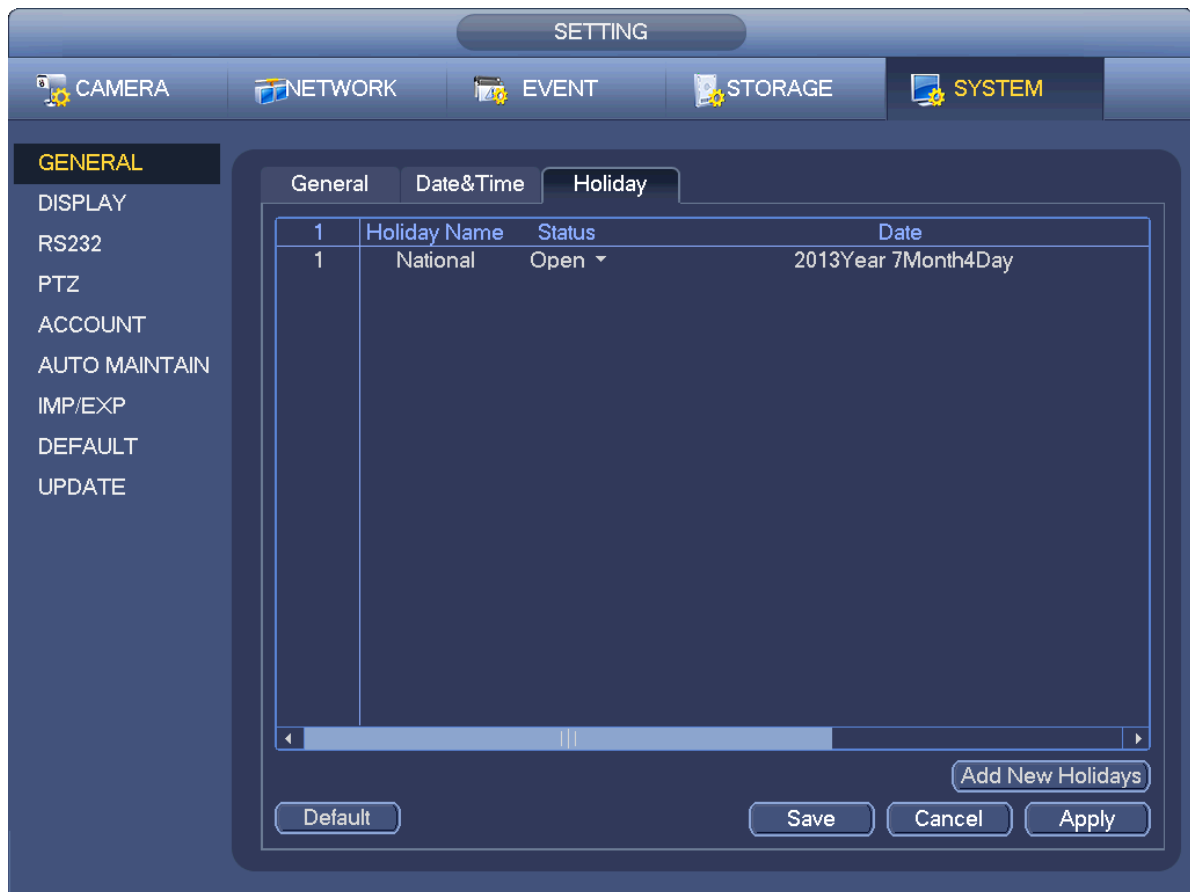 SETTING
CAMERA NETWORK EVENT STORAGE SYSTEM
GENERAL
DISPLAY
RS232
PTZ
ACCOUNT
AUTO MAINTAIN
IMP/EXP
DEFAULT
UPDATE
General Date&Time Holiday
1 Holiday Name Status Date
1 National Open 2013Year 7Month4Day
Add New Holidays
Default Save Cancel Apply